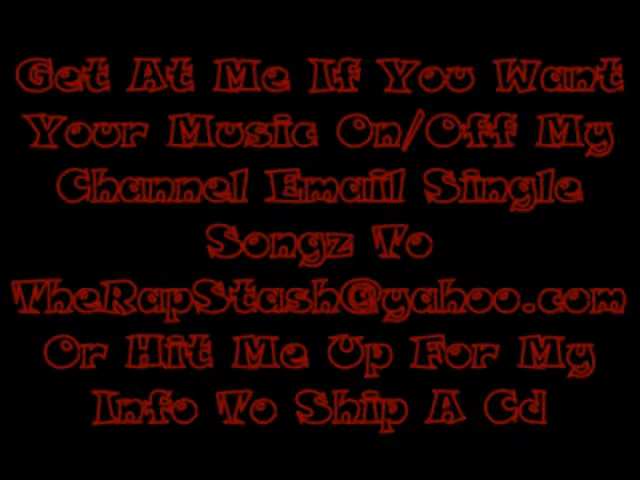 Get At Me If You Want
Your Music On/Off My
Channel Email Single
Songz To
TheRapStash@yahoo.com
Or Hit Me Up For My
Info To Ship A Cd